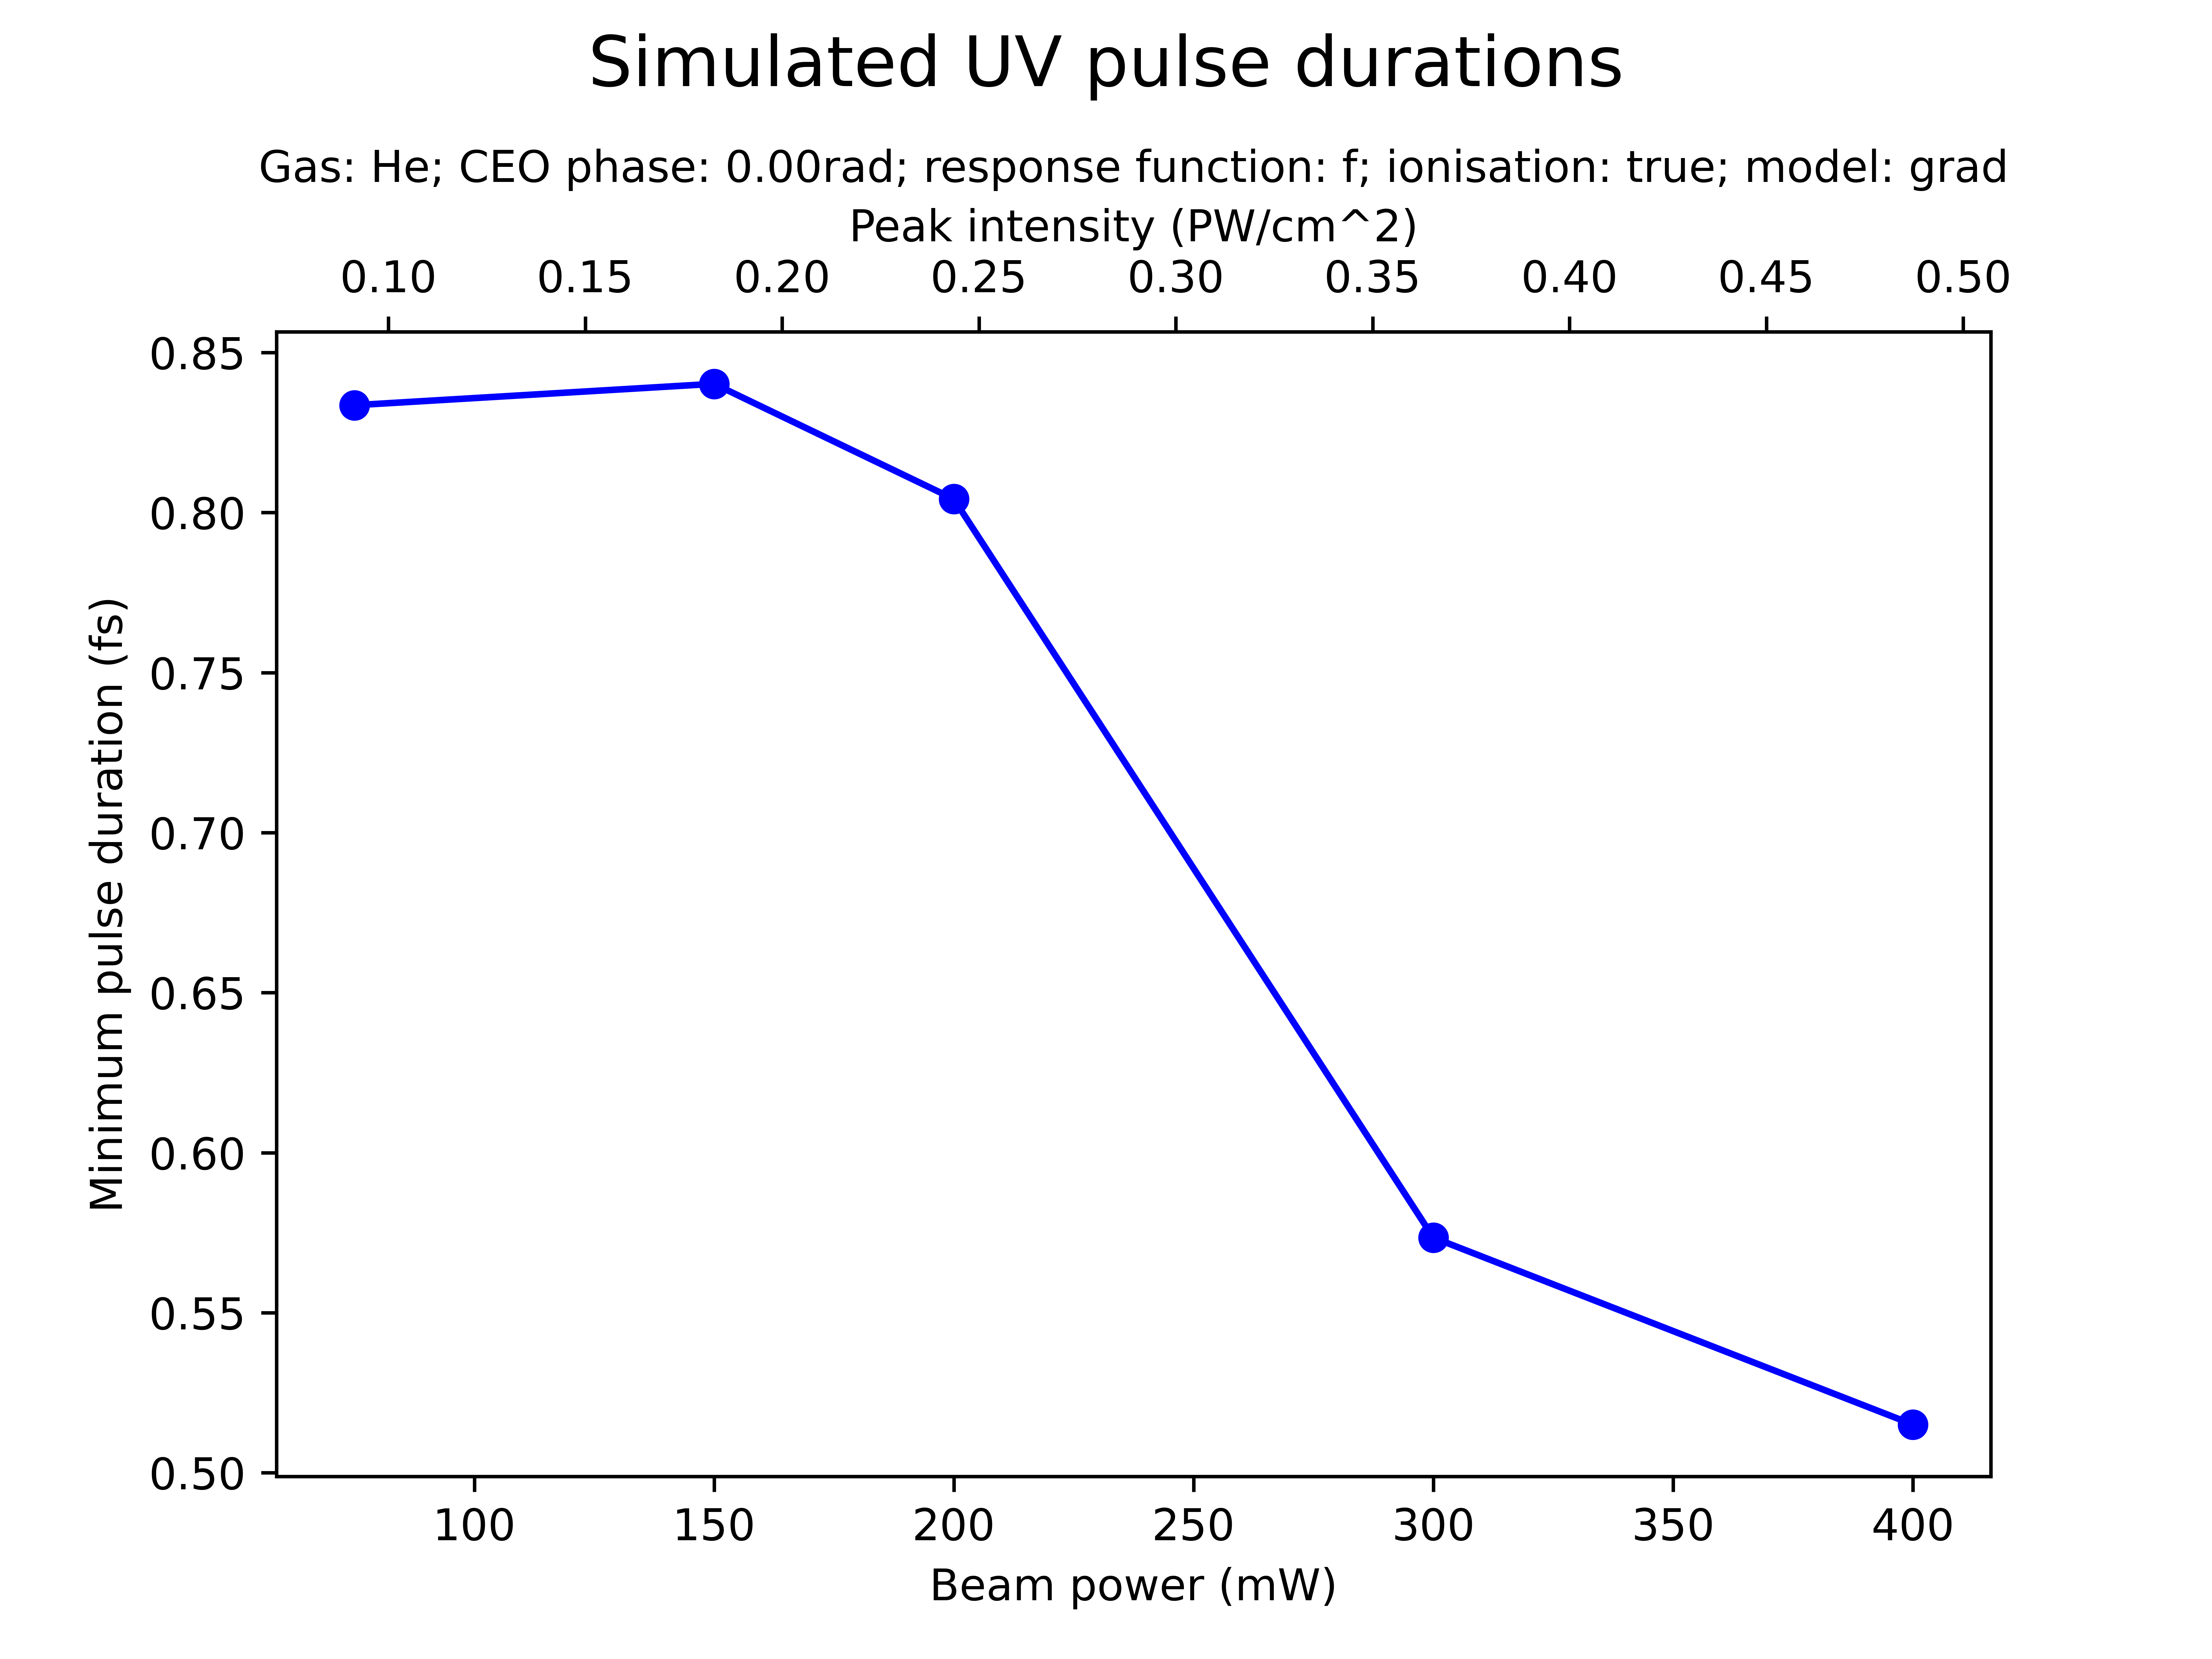 Simulated UV pulse durations
Gas: He; CEO phase: 0.00rad; response function: f; ionisation: true; model: grad
Peak intensity (PW/cm^2)
0.10 0.15 0.20 0.25 0.30 0.35 0.40 0.45 0.50
0.85
0.80
0.75
0.70
0.65
0.60
0.55
0.50
Minimum pulse duration (fs)
100 150 200 250 300 350 400
Beam power (mW)